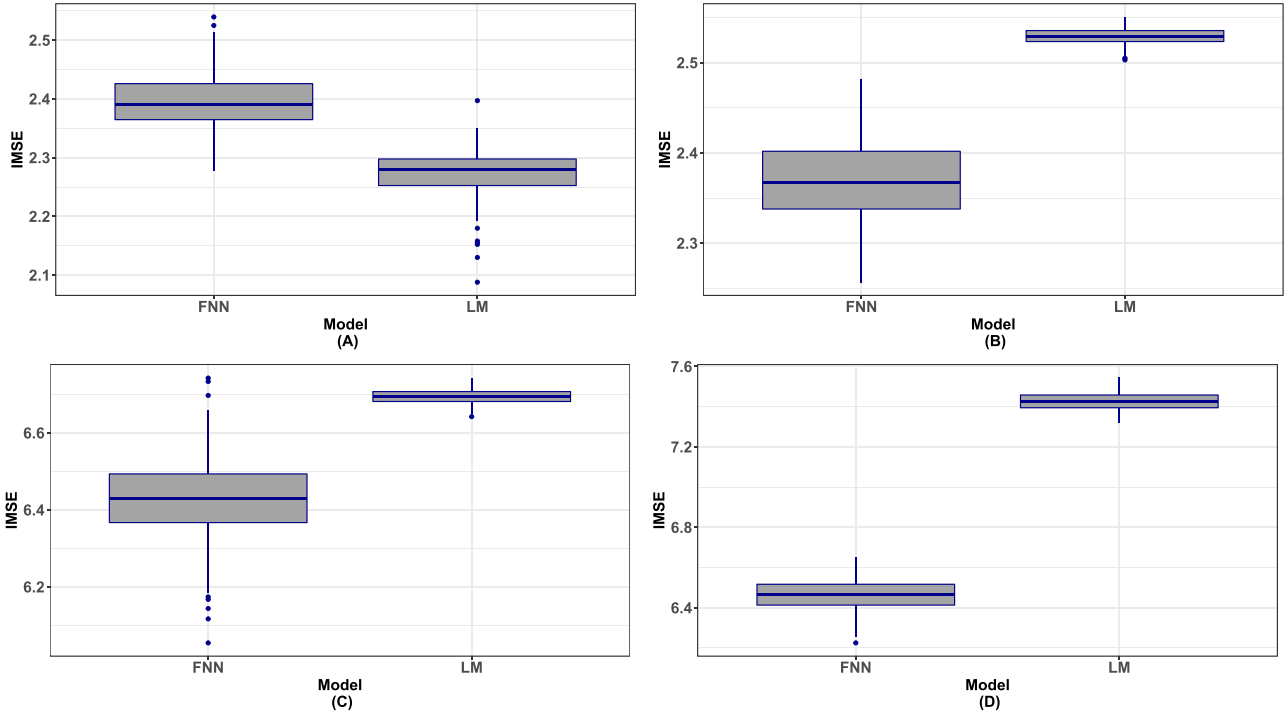 2.5
2.4
2.3
2.2
2.1
IMSE
FNN
LM
Model
(A)
2.5
2.4
2.3
IMSE
FNN
LM
Model
(B)
6.6
6.4
6.2
IMSE
FNN
LM
Model
(C)
7.6
7.2
6.8
6.4
IMSE
FNN
LM
Model
(D)